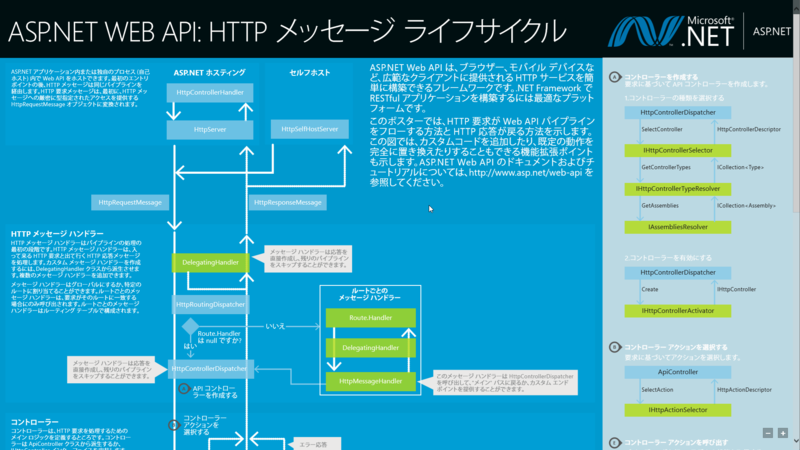 ASP.NET WEB API: HTTP メッセージ ライフサイクル
Microsoft®
.NET
ASP.NET
ASP.NET アプリケーション内または独自のプロセス (自己
ホスト) 内で Web API をホストできます。最初のエントリ
ポイントの後、HTTP メッセージは同じパイプラインを
経由します。HTTP 要求メッセージは、最初に、HTTP メッ
セージへの厳密に型指定されたアクセスを提供する
HttpRequestMessage オブジェクトに変換されます。
ASP.NET ホスティング
セルフホスト
HttpControllerHandler
HttpServer
HttpSelfHostServer
HttpRequestMessage
HttpResponseMessage
ASP.NET Web API は、ブラウザー、モバイル デバイスな
ど、広範なクライアントに提供される HTTP サービスを簡
単に構築できるフレームワークです。.NET Framework で
RESTful アプリケーションを構築するには最適なプラット
フォームです。
このポスターでは、HTTP 要求が Web API パイプライン
をフローする方法と HTTP 応答が戻る方法を示します。
この図では、カスタムコードを追加したり、既定の動作を
完全に置き換えたりすることもできる機能拡張ポイント
も示します。ASP.NET Web API のドキュメントおよびチ
ュートリアルについては、http://www.asp.net/web-api を
参照してください。
HTTP メッセージ ハンドラー
HTTP メッセージ ハンドラーはパイプラインの処理の
最初の段階です。HTTP メッセージ ハンドラーは、入
って来る HTTP 要求と出て行く HTTP 応答メッセージ
を処理します。カスタム メッセージ ハンドラーを作成
するには、DelegatingHandler クラスから派生させま
す。複数のメッセージ ハンドラーを追加できます。
メッセージ ハンドラーはグローバルにするか、特定の
ルートに割り当てることができます。ルートごとのメッ
セージ ハンドラーは、要求がそのルートに一致する
場合にのみ呼び出されます。ルートごとのメッセージ
ハンドラーはルーティング テーブルで構成されます。
DelegatingHandler
メッセージ ハンドラーは応答を
直接作成し、残りのパイプライン
をスキップすることができます。
HttpRoutingDispatcher
Route.Handler
は null ですか?
いいえ
はい
HttpControllerDispatcher
メッセージ ハンドラーは応答を
直接作成し、残りのパイプライン
をスキップすることができます。
ルートごとの
メッセージ ハンドラー
Route.Handler
DelegatingHandler
HttpMessageHandler
このメッセージ ハンドラーは HttpControllerDispatcher
を呼び出して、"メイン" パスに戻るか、カスタム エンド
ポイントを提供することができます。
A API コントロー
ラーを作成する
コントローラー
コントローラーは、HTTP 要求を処理するための
メイン ロジックを定義するところです。コントロー
ラーは ApiController クラスから派生するか、
B コントローラー
アクションを
選択する
エラー応答
A コントローラーを作成する
要求に基づいて API コントローラーを作成します。
1.コントローラーの種類を選択する
HttpControllerDispatcher
SelectController
HttpControllerDescriptor
IHttpControllerSelector
GetControllerTypes
ICollection<Type>
IHttpControllerTypeResolver
GetAssemblies
ICollection<Assembly>
IAssembliesResolver
2.コントローラーを有効にする
HttpControllerDispatcher
Create
IHttpController
IHttpControllerActivator
B コントローラー アクションを選択する
要求に基づいてアクションを選択します。
ApiController
SelectAction
HttpActionDescriptor
IHttpActionSelector
C コントローラー アクションを呼び出す